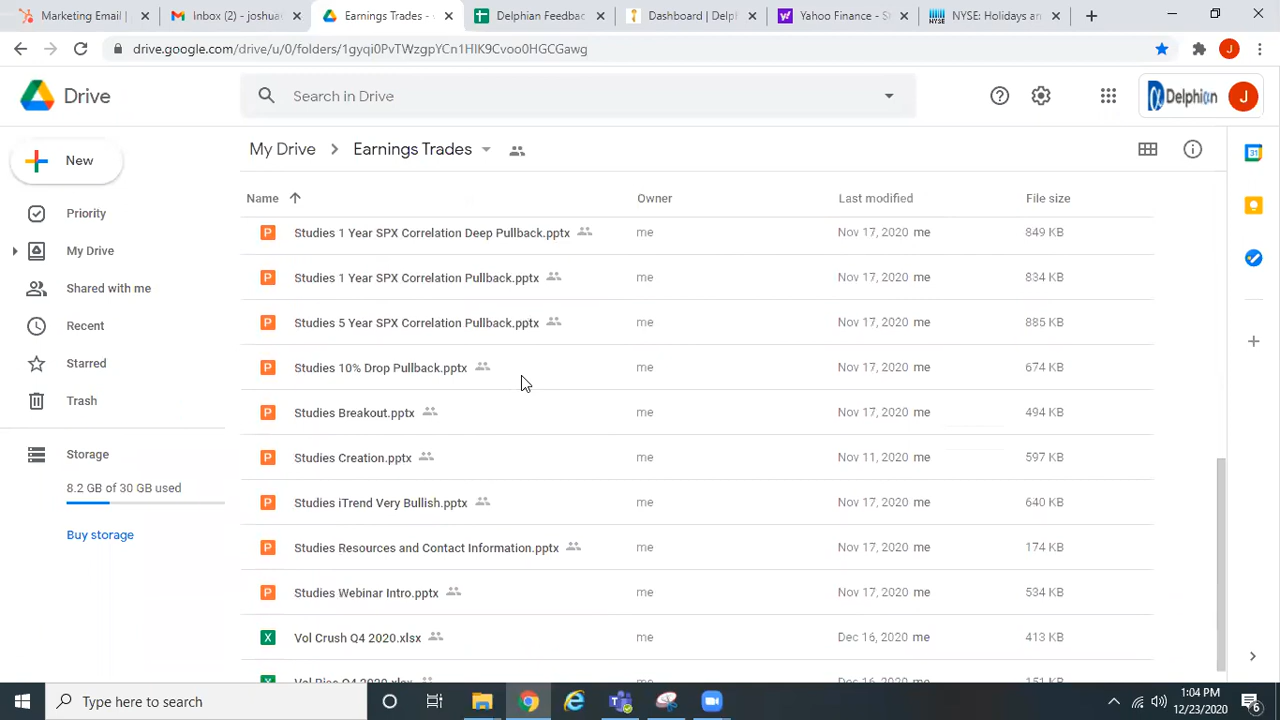 Marketing Email |
Inbox (2) - joshua
Earnings Trades -
Delphian Feedback
Dashboard | Delp
Yahoo Finance - S
NYSE: Holidays an
drive.google.com/drive/u/0/folders/1gyqi0PvTWzgpYCn1HIK9Cvoo0HGCGawg
J
Drive
Search in Drive
Delphian
J
New
My Drive
Earnings Trades
31
Name
Owner
Last modified
File size
Priority
My Drive
Shared with me
Recent
Starred
Trash
Storage
8.2 GB of 30 GB used
Buy storage
P Studies 1 Year SPX Correlation Deep Pullback.pptx me Nov 17, 2020 me 849 KB
P Studies 1 Year SPX Correlation Pullback.pptx me Nov 17, 2020 me 834 KB
P Studies 5 Year SPX Correlation Pullback.pptx me Nov 17, 2020 me 885 KB
P Studies 10% Drop Pullback.pptx me Nov 17, 2020 me 674 KB
P Studies Breakout.pptx me Nov 17, 2020 me 494 KB
P Studies Creation.pptx me Nov 11, 2020 me 597 KB
P Studies iTrend Very Bullish.pptx me Nov 17, 2020 me 640 KB
P Studies Resources and Contact Information.pptx me Nov 17, 2020 me 174 KB
P Studies Webinar Intro.pptx me Nov 17, 2020 me 534 KB
X Vol Crush Q4 2020.xlsx me Dec 16, 2020 me 413 KB
Type here to search
1:04 PM
12/23/2020
6